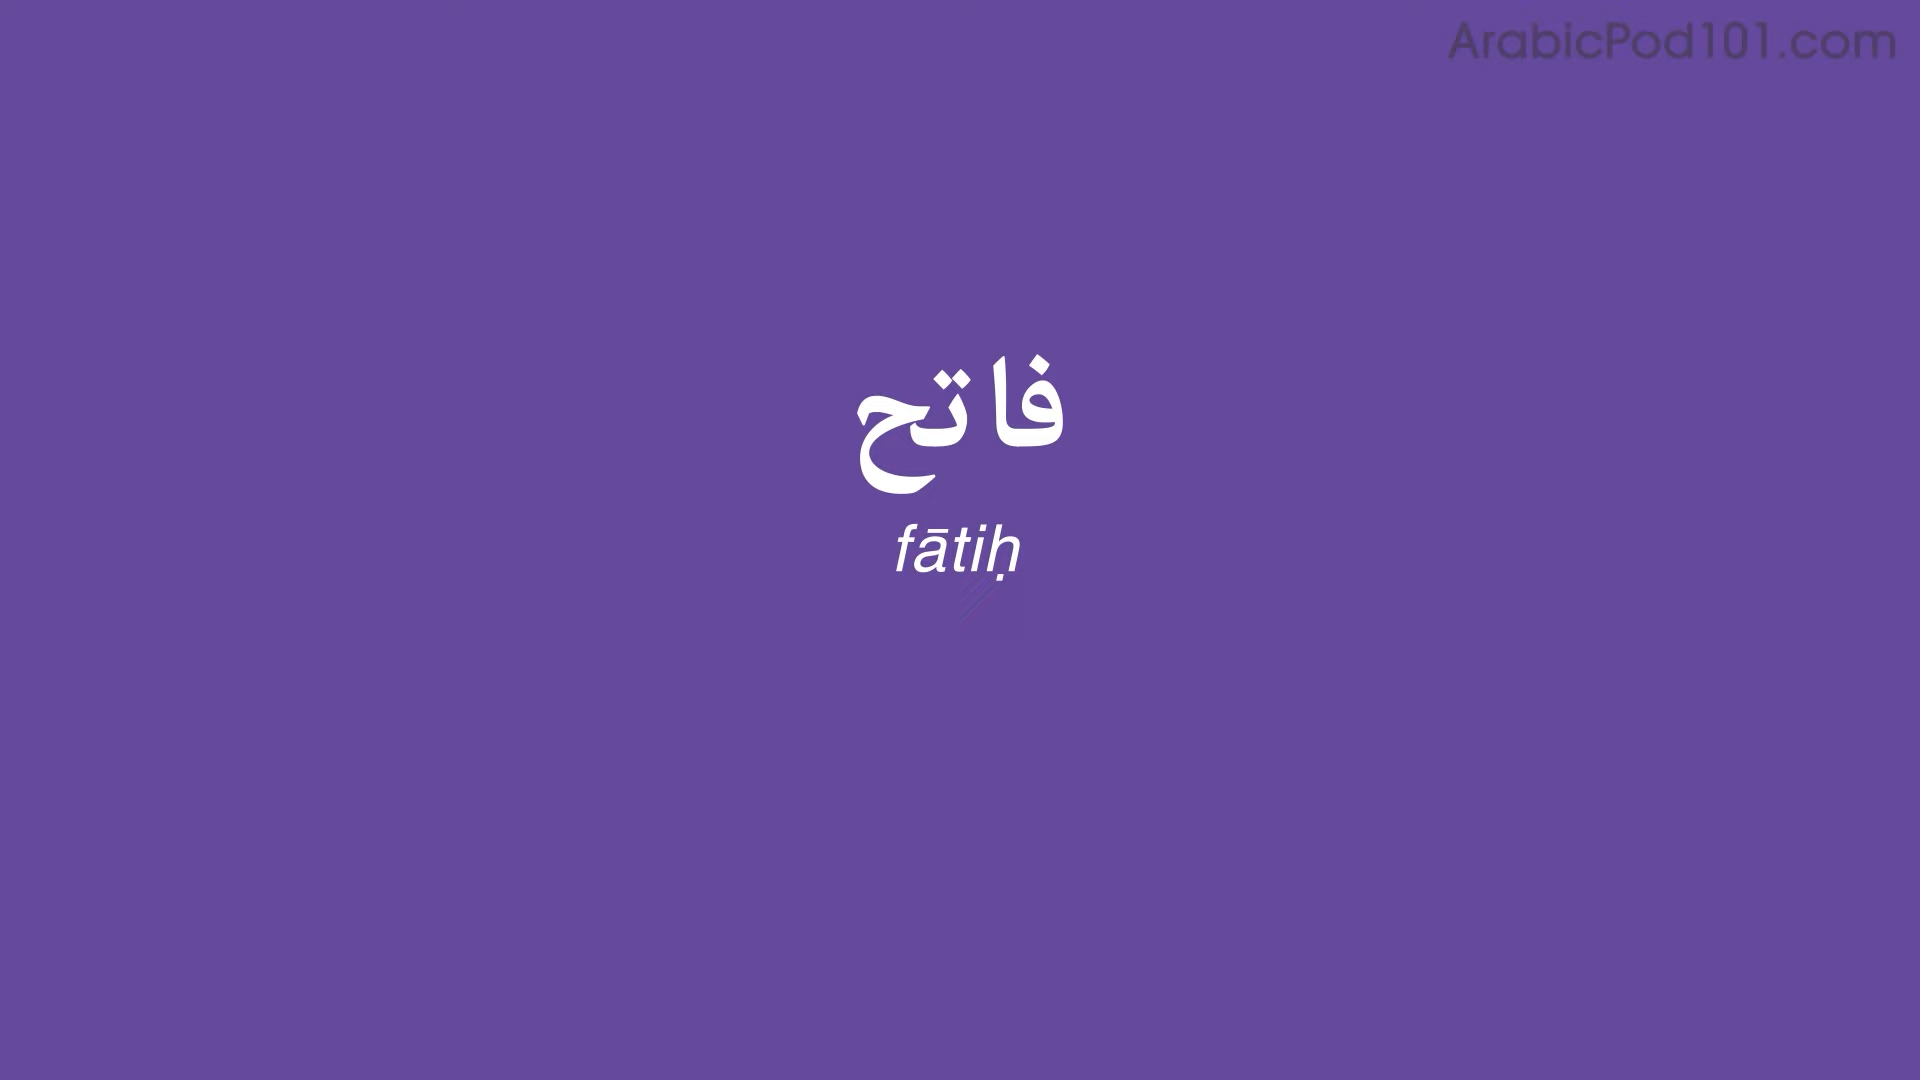 ArabicPod101.com
فاتح
fātiḥ